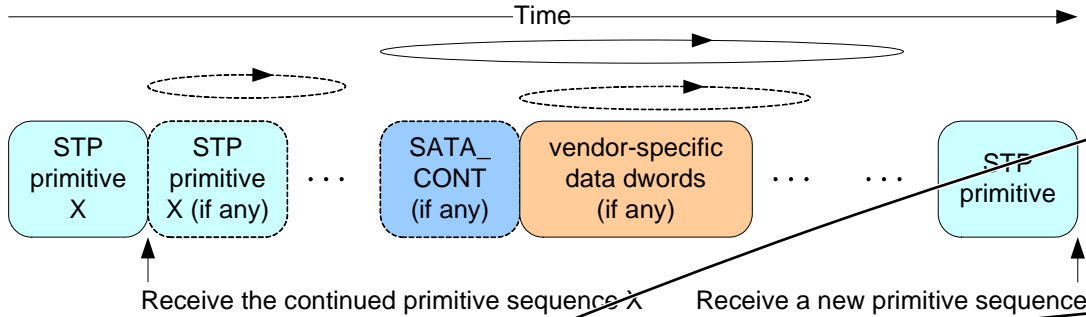 Time
STP
primitive
X
STP
primitive
X (if any)
. . .
SATA_
CONT
(if any)
vendor-specific
data dwords
(if any)
. . .
. . .
STP
primitive
Receive the continued primitive sequence X
Receive a new primitive sequence